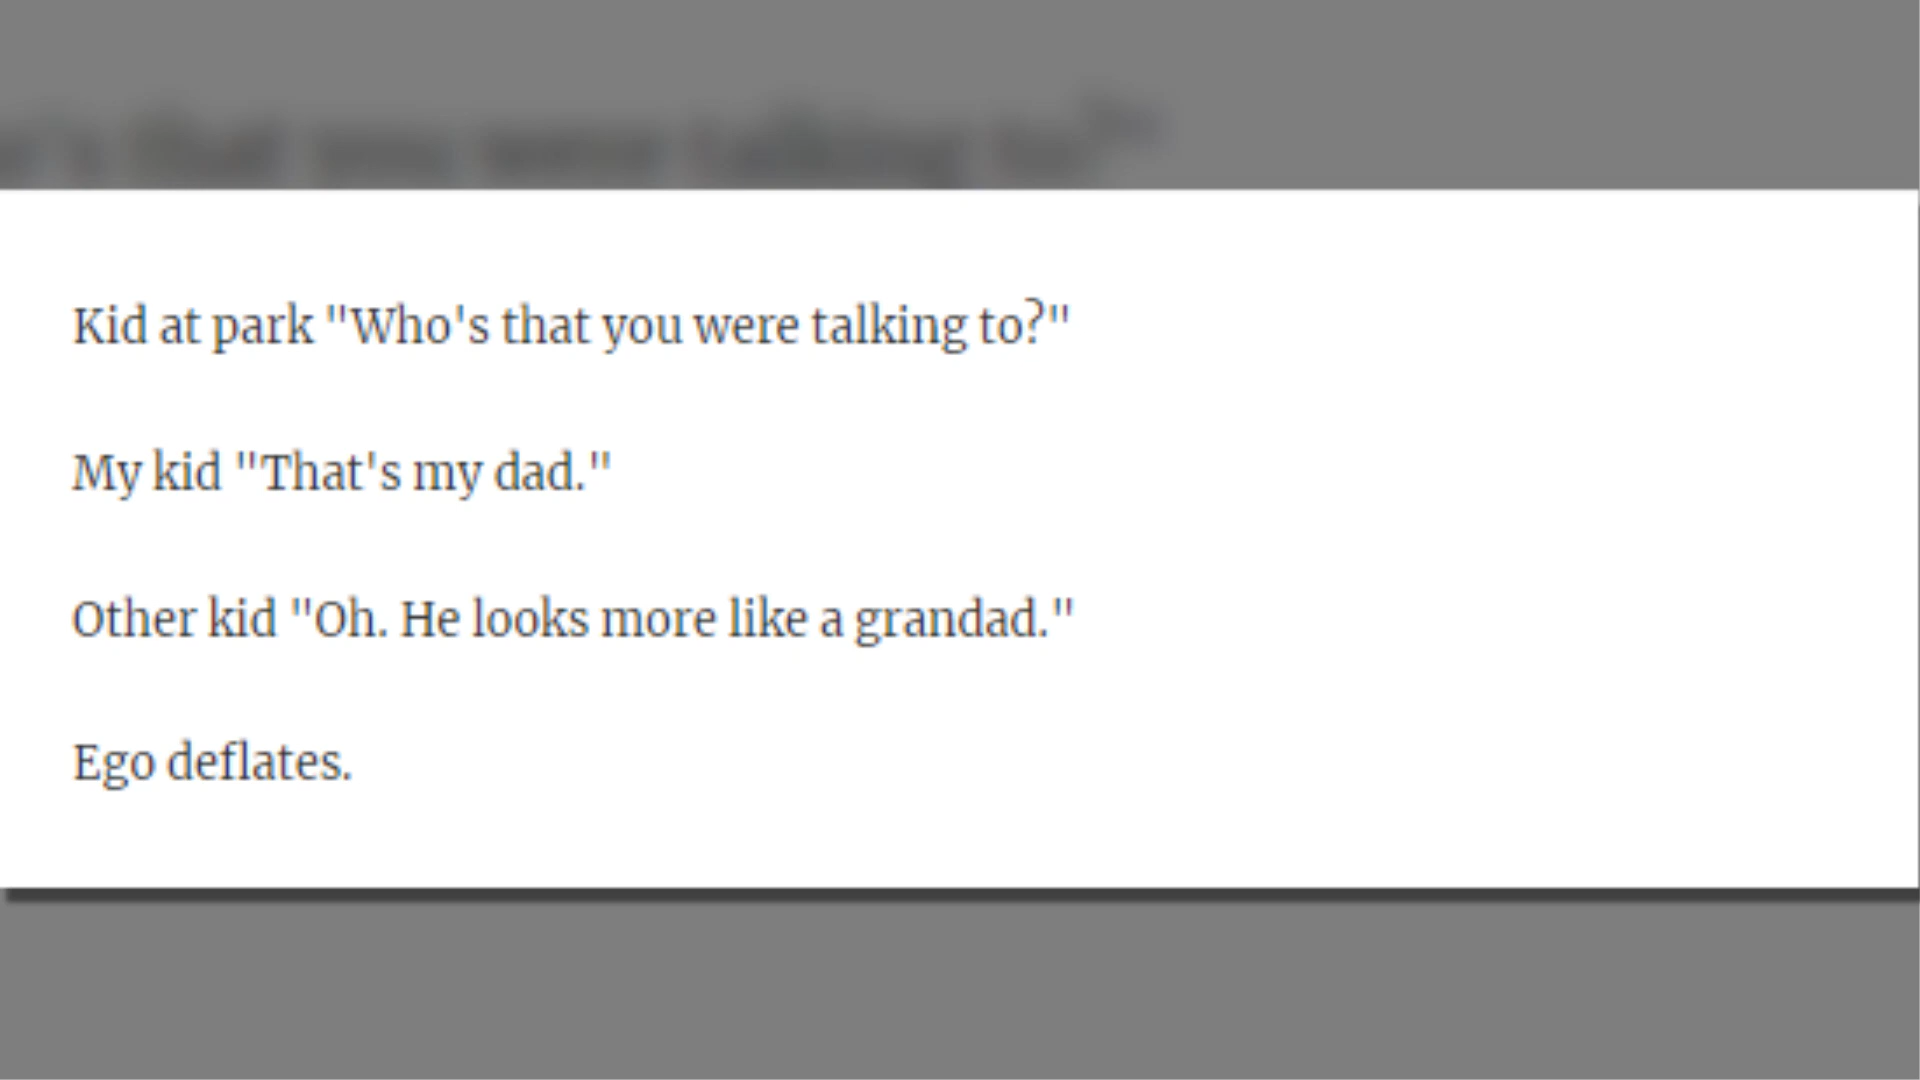 Kid at park "Who's that you were talking to?"
My kid "That's my dad."
Other kid "Oh. He looks more like a grandad."
Ego deflates.